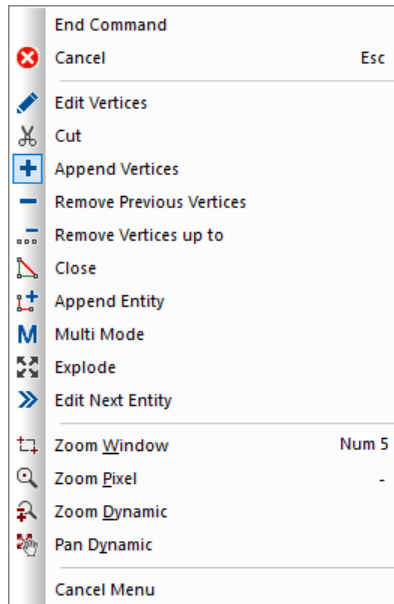 End Command
Cancel Esc
Edit Vertices
Cut
Append Vertices
Remove Previous Vertices
Remove Vertices up to
Close
Append Entity
M Multi Mode
Explode
Edit Next Entity
Zoom Window Num 5
Zoom Pixel -
Zoom Dynamic
Pan Dynamic
Cancel Menu